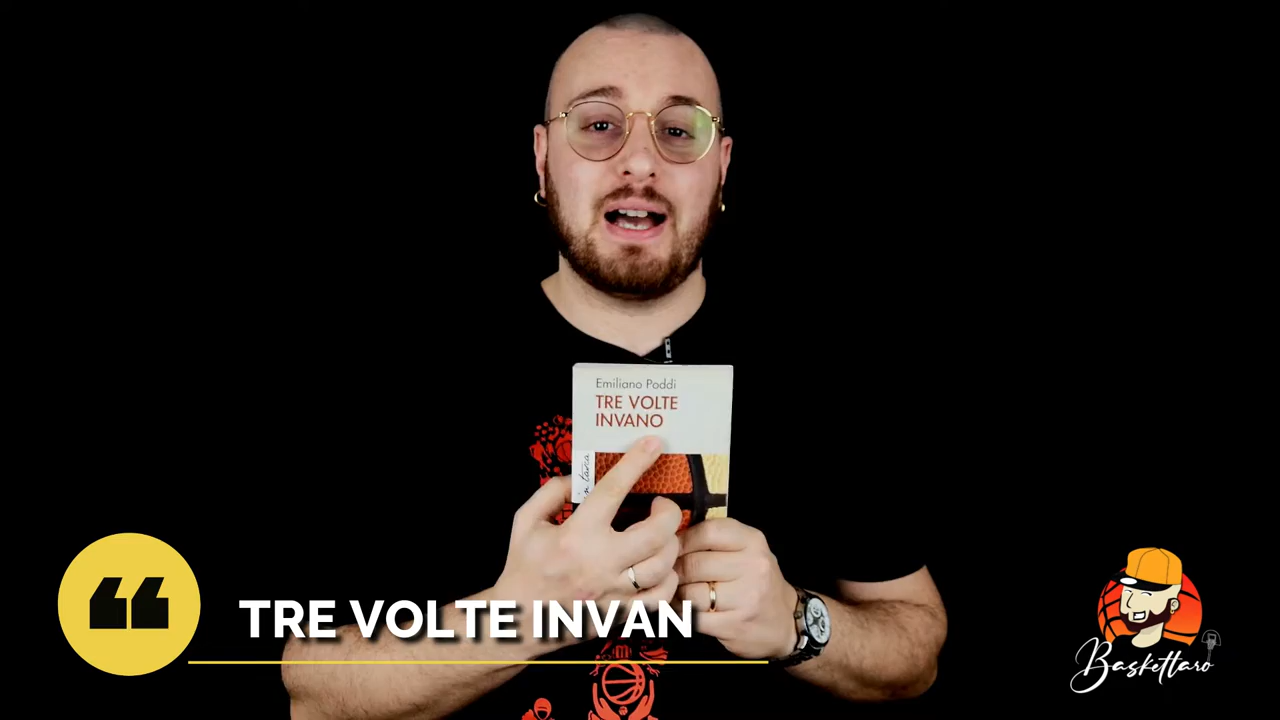 Emiliano Poddi
TRE VOLTE
INVANO
TRE VOLTE INVAN
Baskettaro